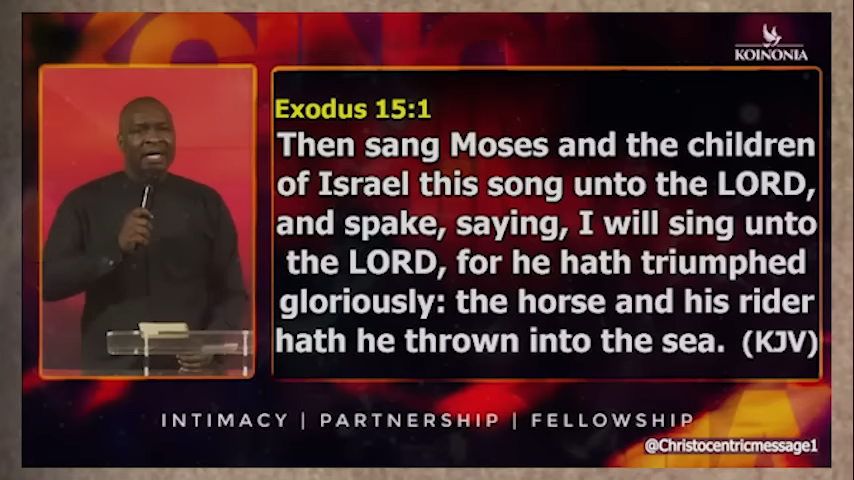 KOINONIA
Exodus 15:1
Then sang Moses and the children
of Israel this song unto the LORD,
and spake, saying, I will sing unto
the LORD, for he hath triumphed
gloriously: the horse and his rider
hath he thrown into the sea. (KJV)
INTIMACY | PARTNERSHIP | FELLOWSHIP
@Christocentricmessage1